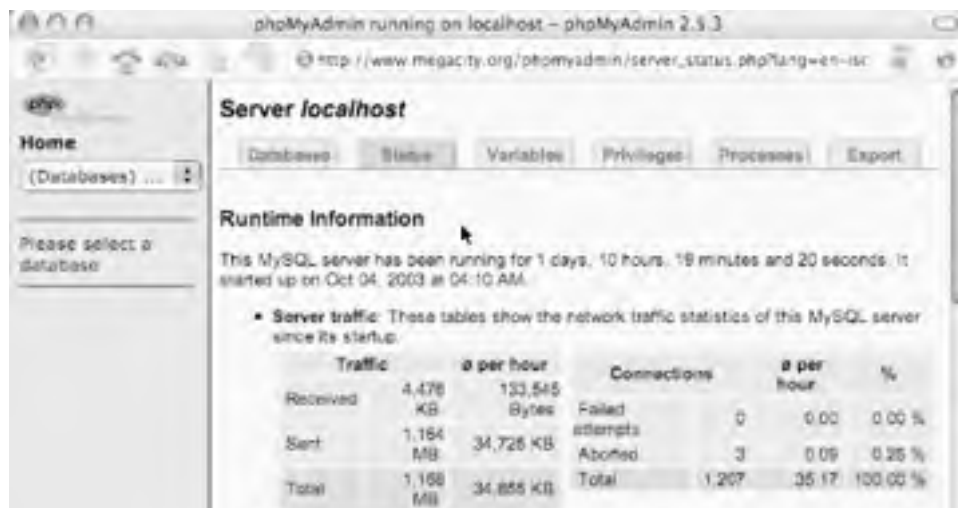 phpMyAdmin running on localhost – phpMyAdmin 2.5.3
http://www.megacity.org/phpmyadmin/server_status.php?lang=en-iso
php
Home
(Databases) ...
Please select a
database
Server localhost
Databases Status Variables Privileges Processes Export
Runtime Information
This MySQL server has been running for 1 days, 10 hours, 19 minutes and 20 seconds. It
started up on Oct 04, 2003 at 04:10 AM.
• Server traffic: These tables show the network traffic statistics of this MySQL server
since its startup.
Traffic ø per hour
Received 4,476 KB 133,545 Bytes
Sent 1,164 MB 34,725 KB
Total 1,168 MB 34,855 KB
Connections ø per hour %
Failed attempts 0 0.00 0.00 %
Aborted 3 0.09 0.25 %
Total 1,207 35.17 100.00 %